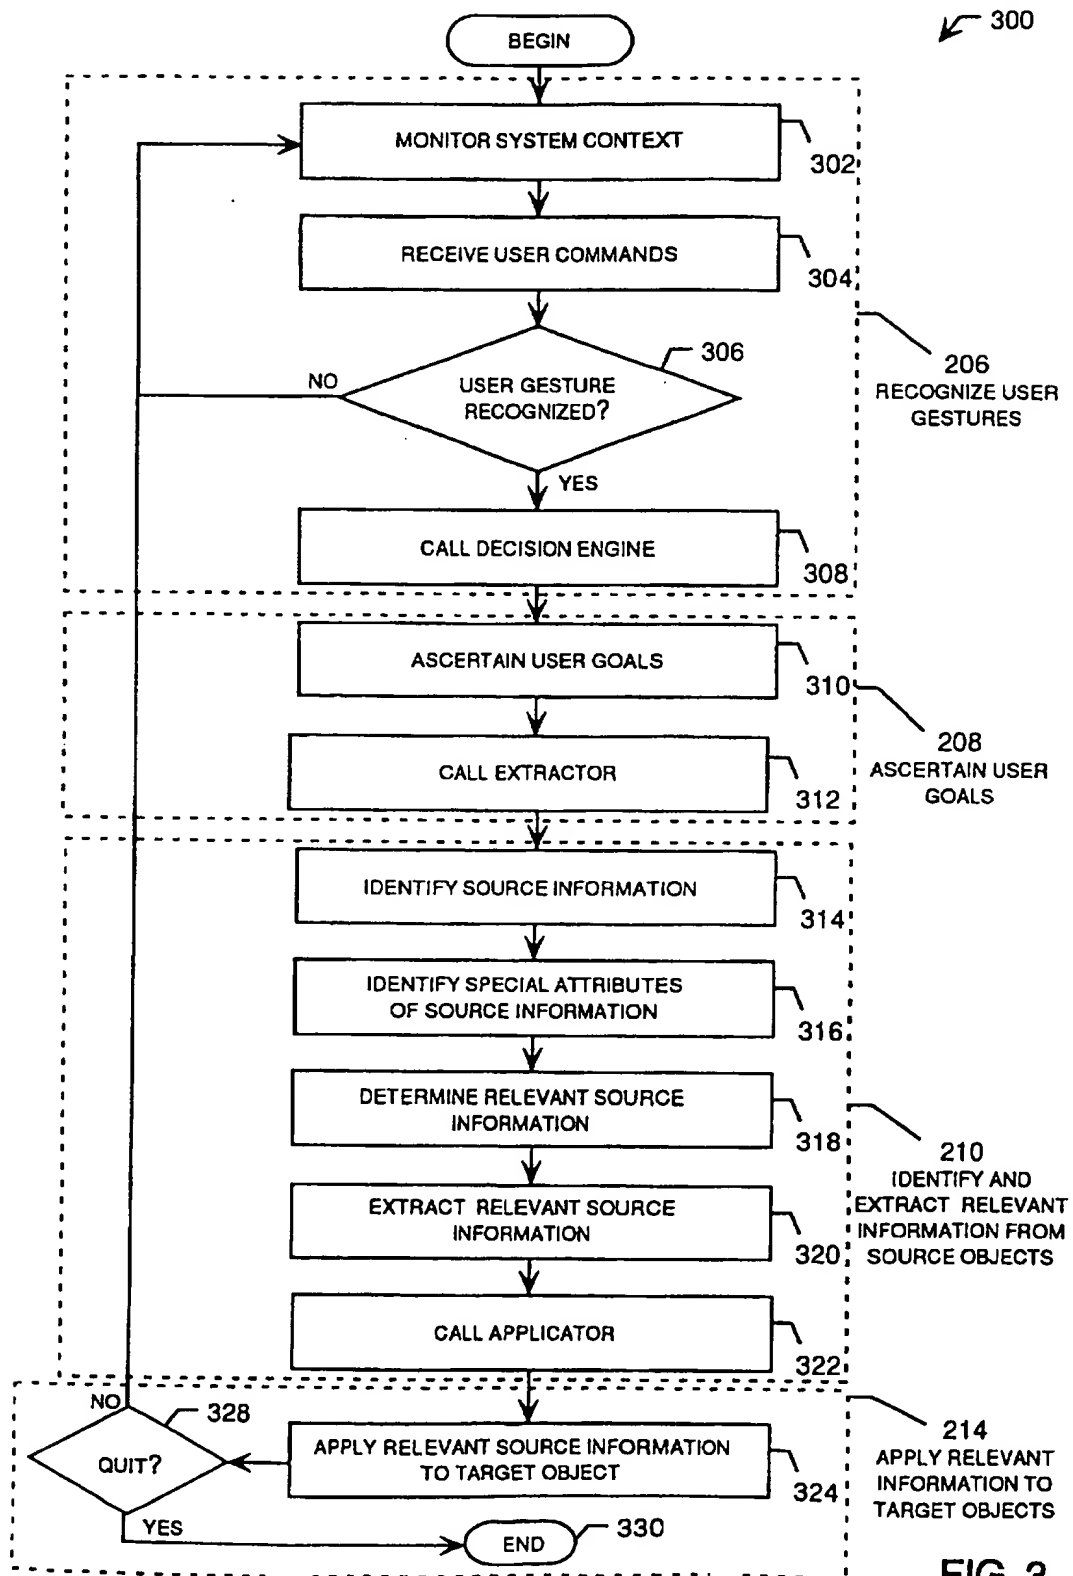 300
BEGIN
MONITOR SYSTEM CONTEXT
302
RECEIVE USER COMMANDS
304
306
USER GESTURE
RECOGNIZED?
NO
YES
206
RECOGNIZE USER
GESTURES
CALL DECISION ENGINE
308
ASCERTAIN USER GOALS
310
CALL EXTRACTOR
312
208
ASCERTAIN USER
GOALS
IDENTIFY SOURCE INFORMATION
314
IDENTIFY SPECIAL ATTRIBUTES
OF SOURCE INFORMATION
316
DETERMINE RELEVANT SOURCE
INFORMATION
318
EXTRACT RELEVANT SOURCE
INFORMATION
320
210
IDENTIFY AND
EXTRACT RELEVANT
INFORMATION FROM
SOURCE OBJECTS
CALL APPLICATOR
322
NO
328
QUIT?
APPLY RELEVANT SOURCE INFORMATION
TO TARGET OBJECT
324
214
APPLY RELEVANT
INFORMATION TO
TARGET OBJECTS
YES
END
330
FIG.